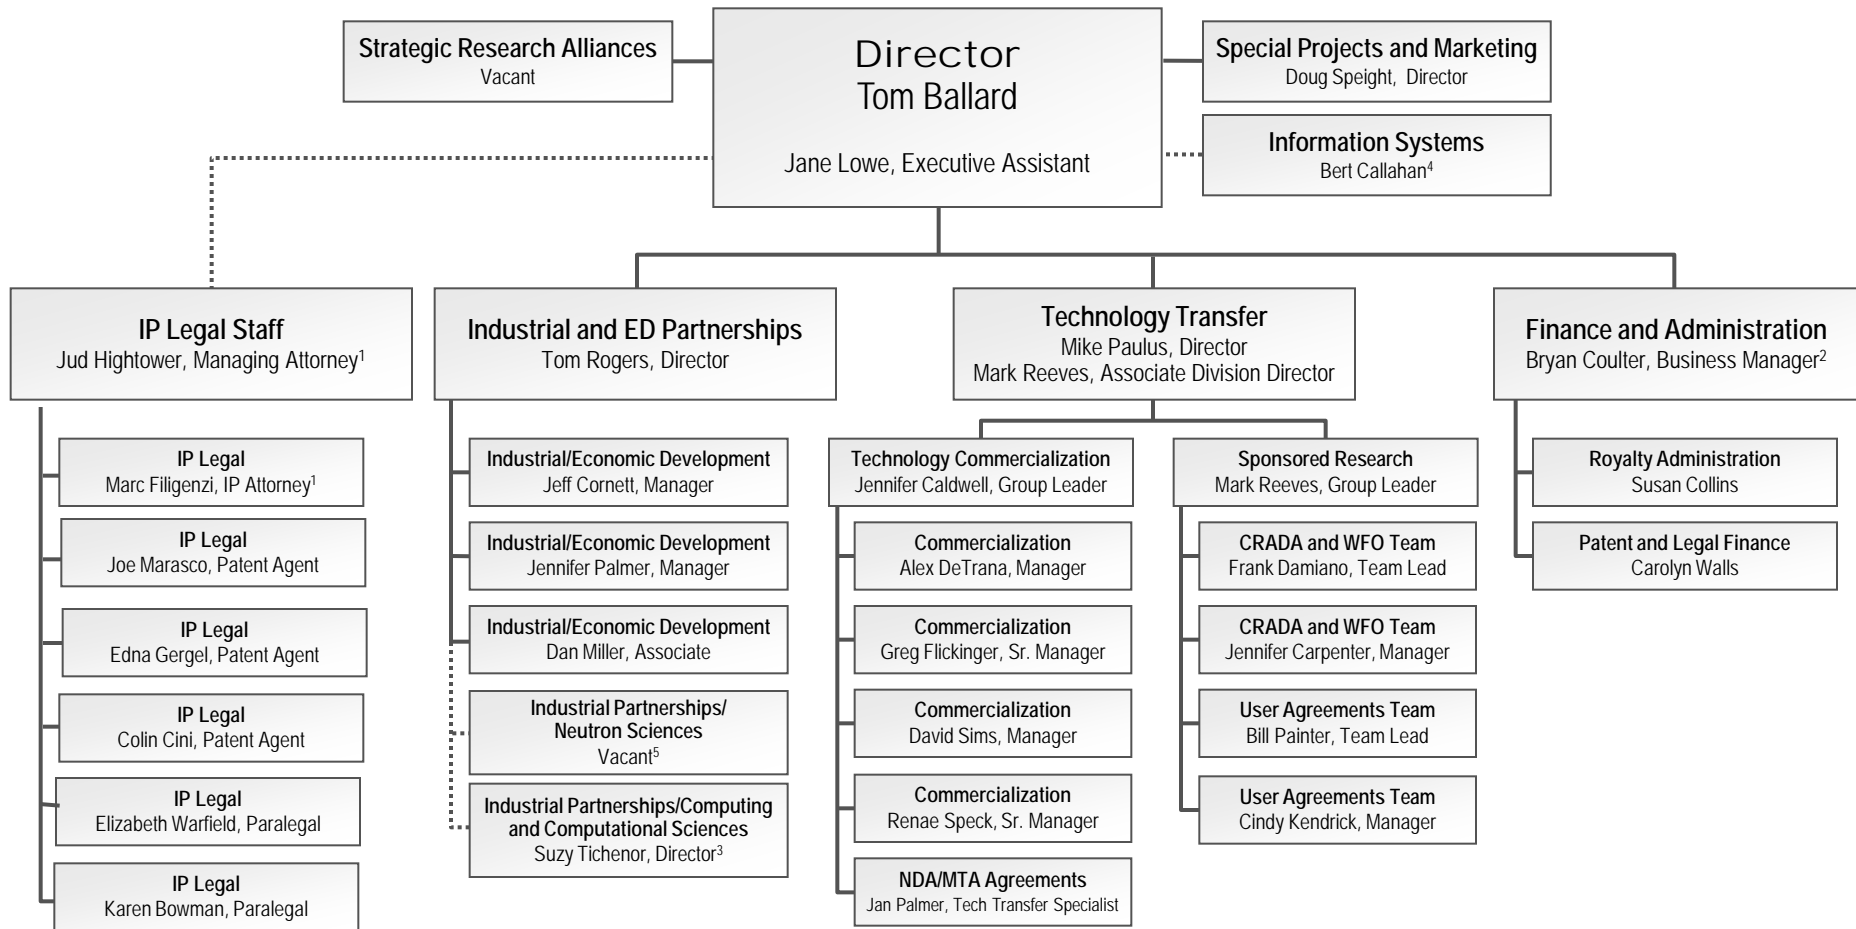 Strategic Research Alliances
Vacant
Director
Tom Ballard
Jane Lowe, Executive Assistant
Special Projects and Marketing
Doug Speight, Director
Information Systems
Bert Callahan⁴
IP Legal Staff
Jud Hightower, Managing Attorney¹
IP Legal
Marc Filigenzi, IP Attorney¹
IP Legal
Joe Marasco, Patent Agent
IP Legal
Edna Gergel, Patent Agent
IP Legal
Colin Cini, Patent Agent
IP Legal
Elizabeth Warfield, Paralegal
IP Legal
Karen Bowman, Paralegal
Industrial and ED Partnerships
Tom Rogers, Director
Industrial/Economic Development
Jeff Cornett, Manager
Industrial/Economic Development
Jennifer Palmer, Manager
Industrial/Economic Development
Dan Miller, Associate
Industrial Partnerships/
Neutron Sciences
Vacant⁵
Industrial Partnerships/Computing
and Computational Sciences
Suzy Tichenor, Director³
Technology Transfer
Mike Paulus, Director
Mark Reeves, Associate Division Director
Technology Commercialization
Jennifer Caldwell, Group Leader
Commercialization
Alex DeTrana, Manager
Commercialization
Greg Flickinger, Sr. Manager
Commercialization
David Sims, Manager
Commercialization
Renae Speck, Sr. Manager
NDA/MTA Agreements
Jan Palmer, Tech Transfer Specialist
Sponsored Research
Mark Reeves, Group Leader
CRADA and WFO Team
Frank Damiano, Team Lead
CRADA and WFO Team
Jennifer Carpenter, Manager
User Agreements Team
Bill Painter, Team Lead
User Agreements Team
Cindy Kendrick, Manager
Finance and Administration
Bryan Coulter, Business Manager²
Royalty Administration
Susan Collins
Patent and Legal Finance
Carolyn Walls